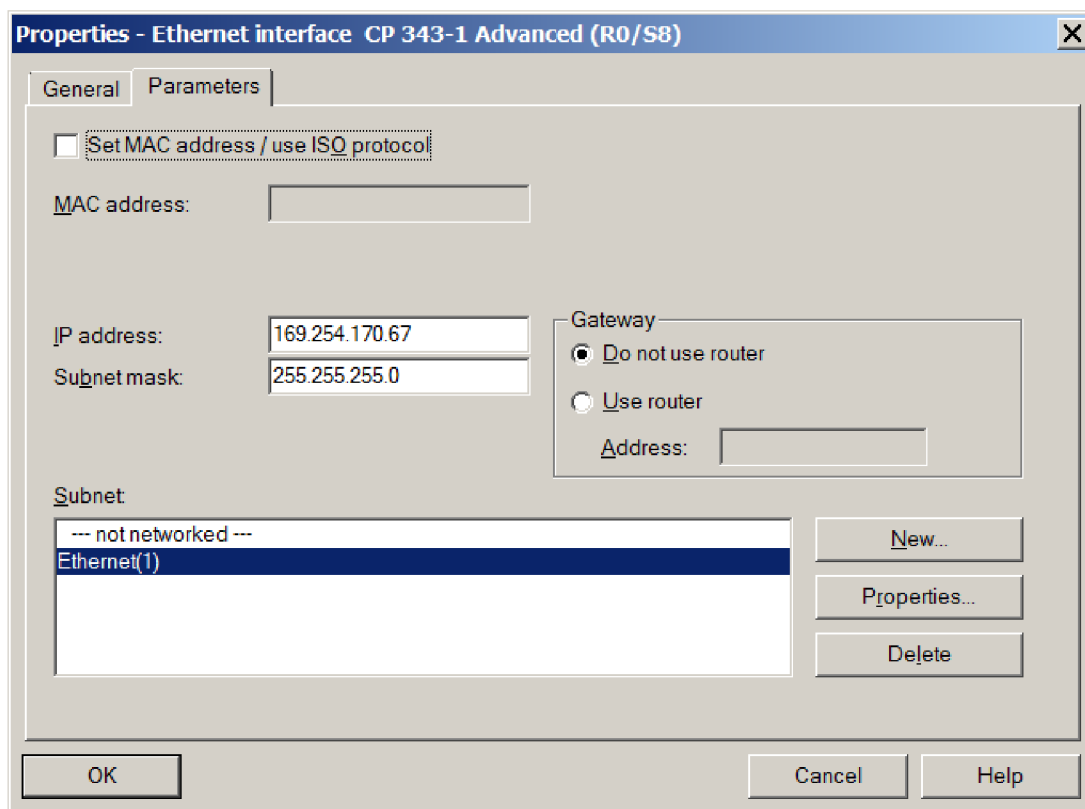 Properties - Ethernet interface CP 343-1 Advanced (R0/S8)
General
Parameters
Set MAC address / use ISO protocol
MAC address:
IP address:
169.254.170.67
Subnet mask:
255.255.255.0
Gateway
Do not use router
Use router
Address:
Subnet:
--- not networked ---
Ethernet(1)
New...
Properties...
Delete
OK
Cancel
Help